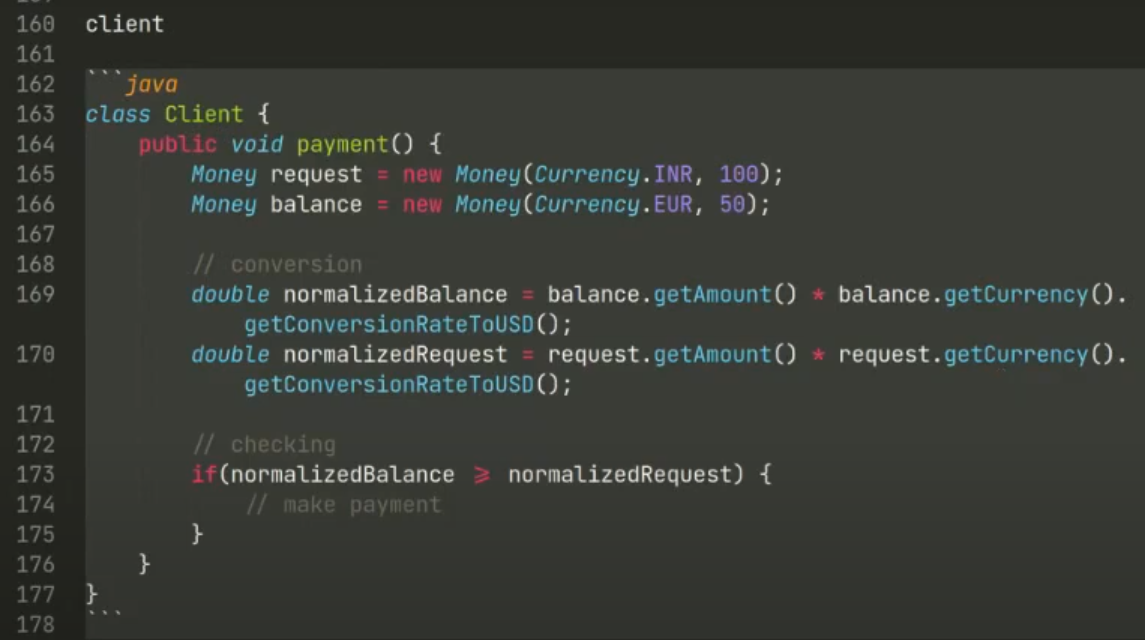 160 client
161
162 ```java
163 class Client {
164 public void payment() {
165 Money request = new Money(Currency.INR, 100);
166 Money balance = new Money(Currency.EUR, 50);
167
168 // conversion
169 double normalizedBalance = balance.getAmount() * balance.getCurrency().
getConversionRateToUSD();
170 double normalizedRequest = request.getAmount() * request.getCurrency().
getConversionRateToUSD();
171
172 // checking
173 if(normalizedBalance ⩾ normalizedRequest) {
174 // make payment
175 }
176 }
177 }
178 ```